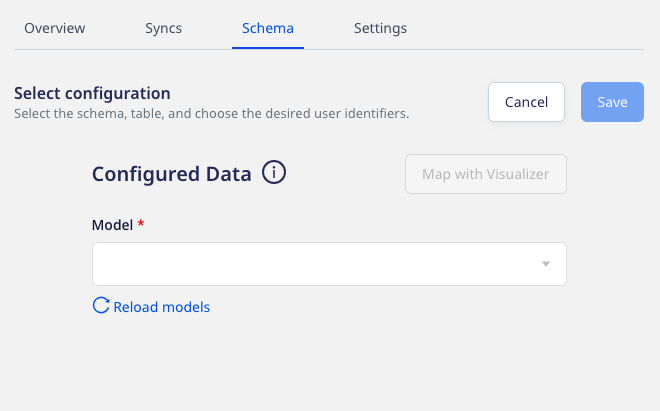 Overview Syncs Schema Settings
Select configuration
Select the schema, table, and choose the desired user identifiers.
Cancel Save
Configured Data
Map with Visualizer
Model *
Reload models